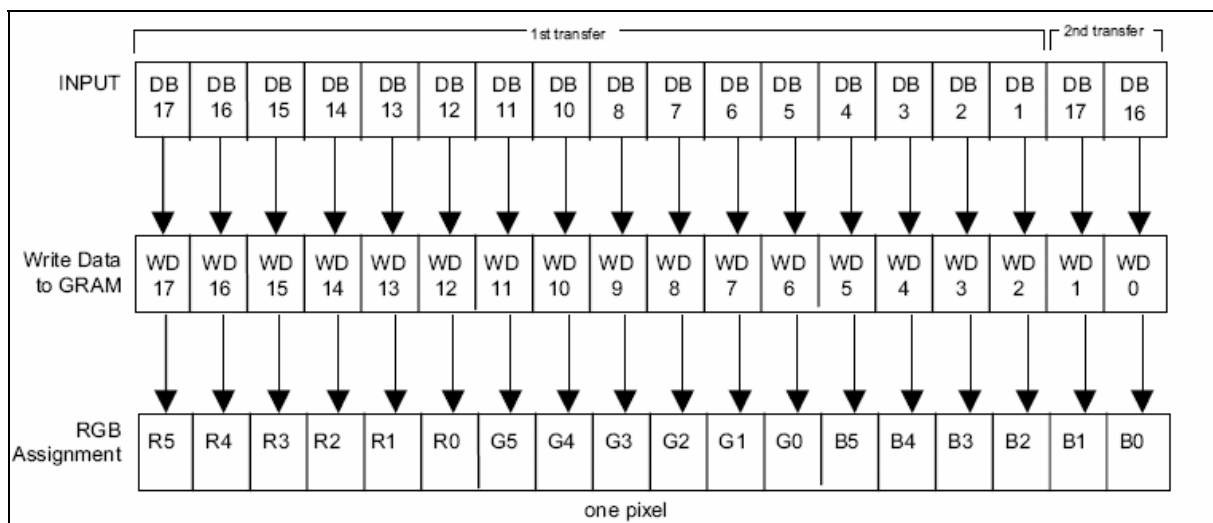 1st transfer 2nd transfer
INPUT DB DB DB DB DB DB DB DB DB DB DB DB DB DB DB DB DB DB
17 16 15 14 13 12 11 10 8 7 6 5 4 3 2 1 17 16
Write Data WD WD WD WD WD WD WD WD WD WD WD WD WD WD WD WD WD WD
to GRAM 17 16 15 14 13 12 11 10 9 8 7 6 5 4 3 2 1 0
RGB
Assignment R5 R4 R3 R2 R1 R0 G5 G4 G3 G2 G1 G0 B5 B4 B3 B2 B1 B0
one pixel